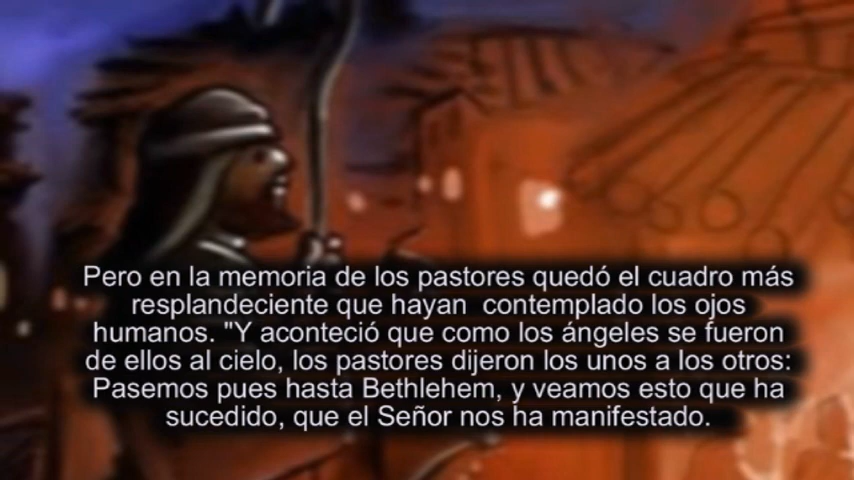 Pero en la memoria de los pastores quedó el cuadro más
resplandeciente que hayan  contemplado los ojos
humanos. "Y aconteció que como los ángeles se fueron
de ellos al cielo, los pastores dijeron los unos a los otros:
Pasemos pues hasta Bethlehem, y veamos esto que ha
sucedido, que el Señor nos ha manifestado.